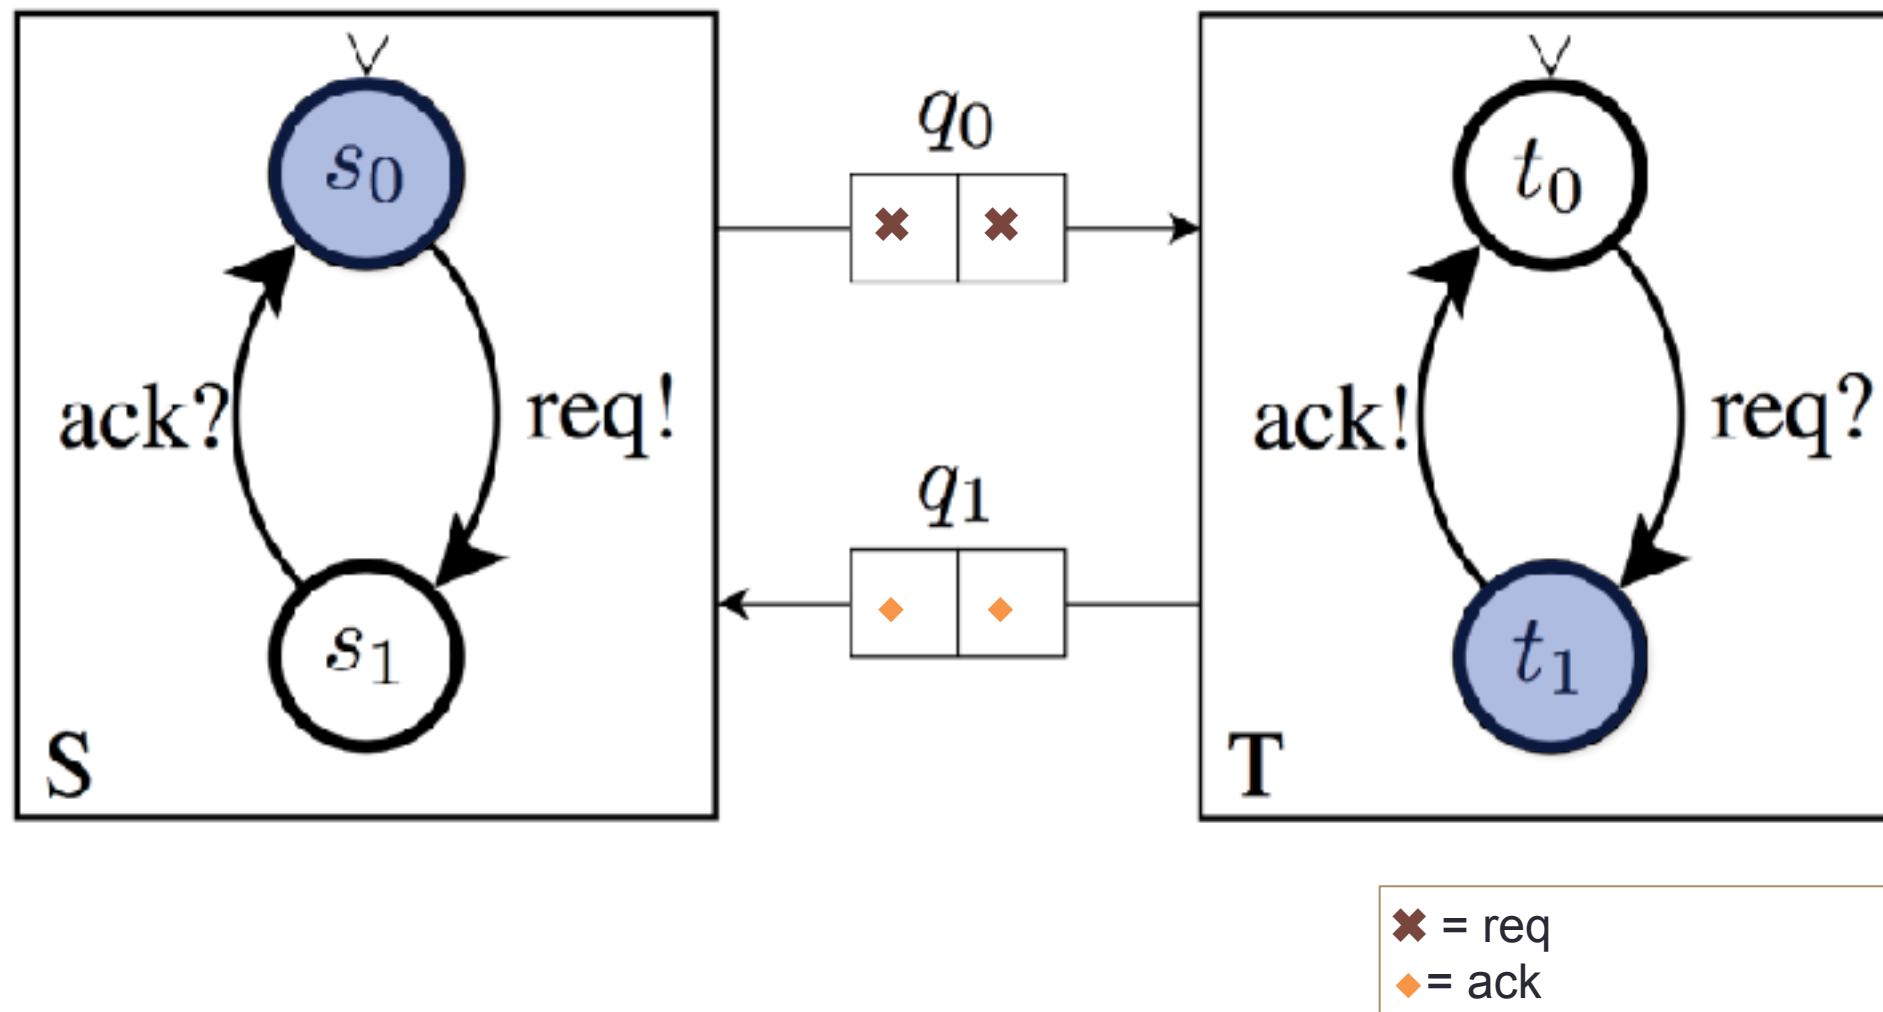 q0
s0
t0
ack?
req!
ack!
req?
q1
s1
t1
S
T
✖ = req
◆ = ack